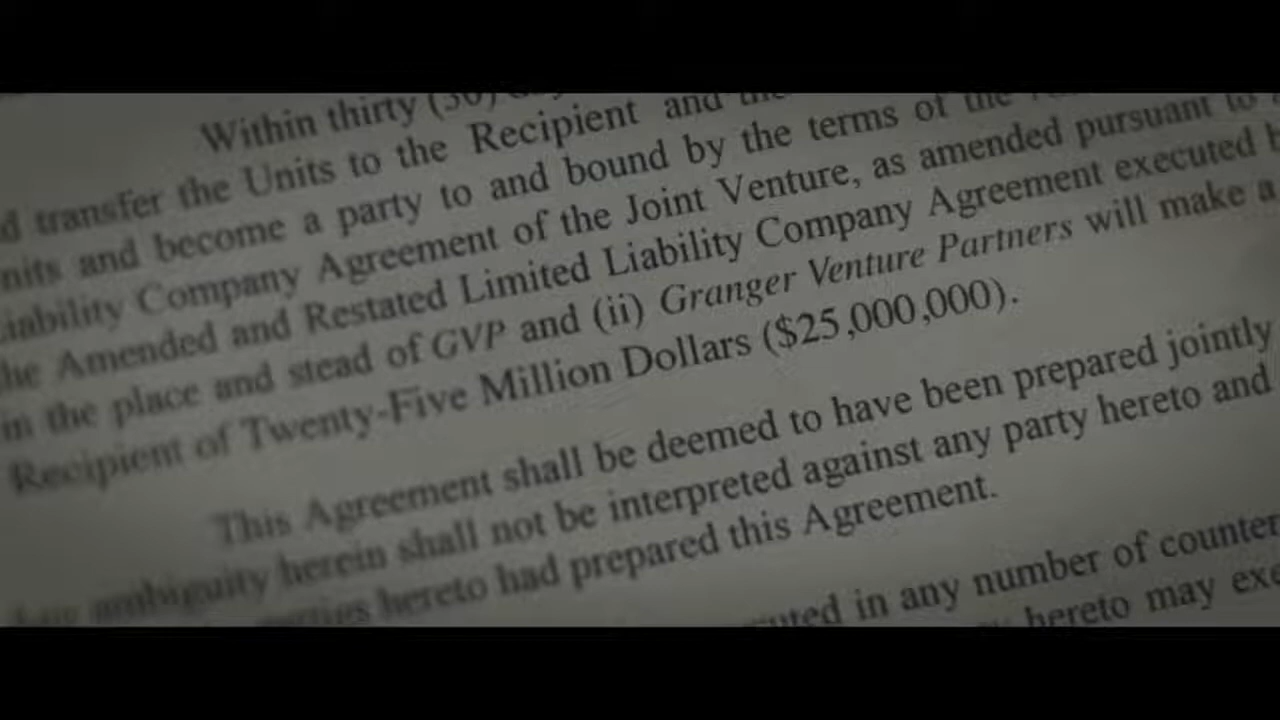 Within thirty (30)
d transfer the Units to the Recipient and the
nits and become a party to and bound by the terms of the
iability Company Agreement of the Joint Venture, as amended pursuant to
he Amended and Restated Limited Liability Company Agreement executed b
in the place and stead of GVP and (ii) Granger Venture Partners will make a
Recipient of Twenty-Five Million Dollars ($25,000,000).
This Agreement shall be deemed to have been prepared jointly
ambiguity herein shall not be interpreted against any party hereto and
hereto had prepared this Agreement.
in any number of counter
hereto may exe